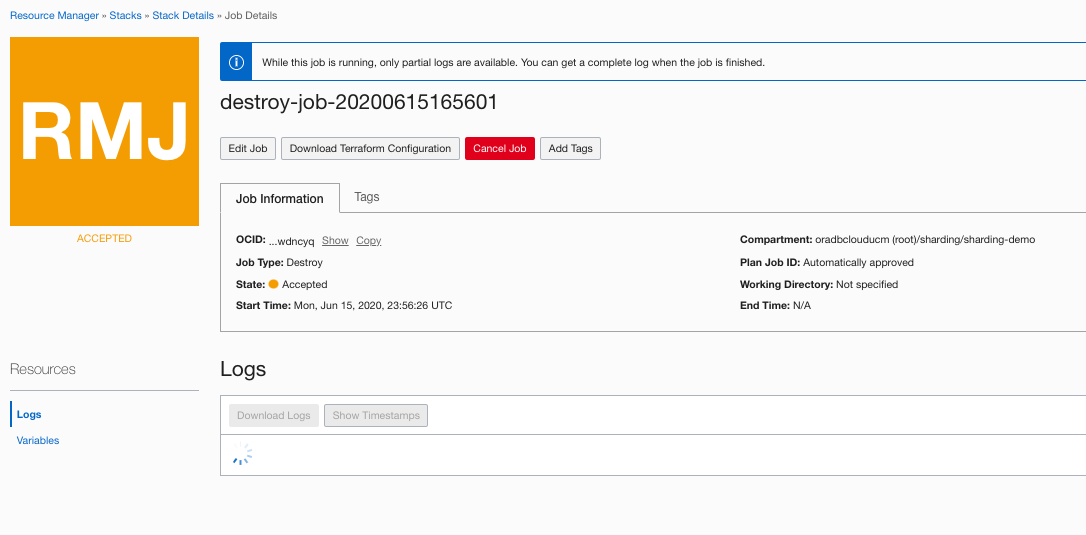 Resource Manager » Stacks » Stack Details » Job Details
RMJ
ACCEPTED
While this job is running, only partial logs are available. You can get a complete log when the job is finished.
destroy-job-20200615165601
Edit Job Download Terraform Configuration Cancel Job Add Tags
Job Information Tags
OCID: ...wdncyq Show Copy
Job Type: Destroy
State: Accepted
Start Time: Mon, Jun 15, 2020, 23:56:26 UTC
Compartment: oradbclouducm (root)/sharding/sharding-demo
Plan Job ID: Automatically approved
Working Directory: Not specified
End Time: N/A
Resources
Logs
Variables
Logs
Download Logs Show Timestamps